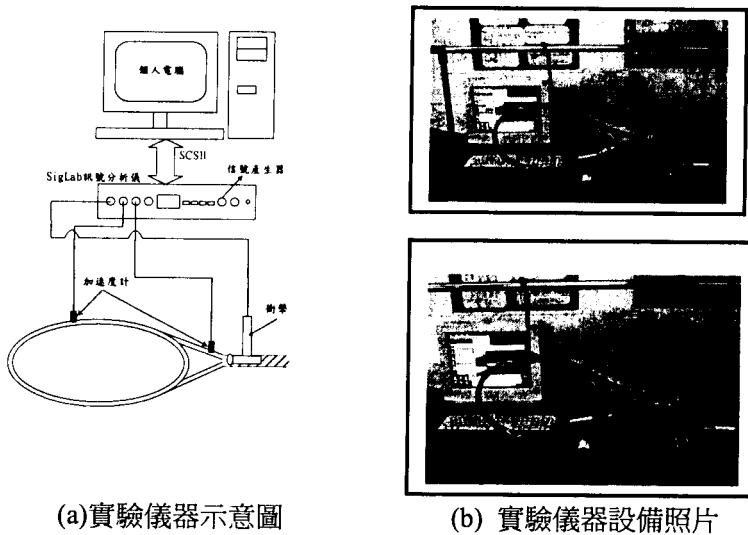 個人電腦
SCSII
信號產生器
SigLab訊號分析儀
加速度計
衝擊
(a)實驗儀器示意圖
(b) 實驗儀器設備照片